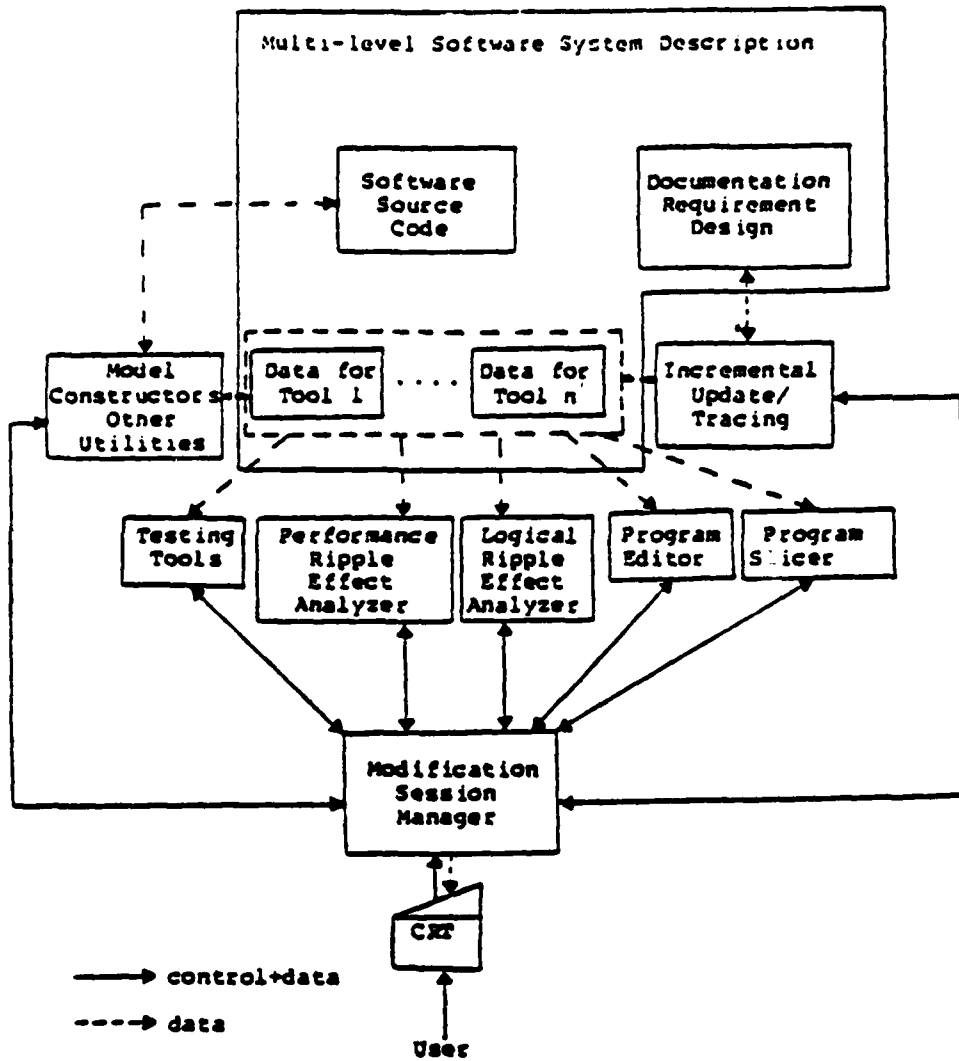 Multi-level Software System Description
Software
Source
Code
Documentation
Requirement
Design
Model
Constructors
Other
Utilities
Data for
Tool 1
....
Data for
Tool n
Incremental
Update/
Tracing
Testing
Tools
Performance
Ripple
Effect
Analyzer
Logical
Ripple
Effect
Analyzer
Program
Editor
Program
Slicer
Modification
Session
Manager
CRT
control+data
data
User